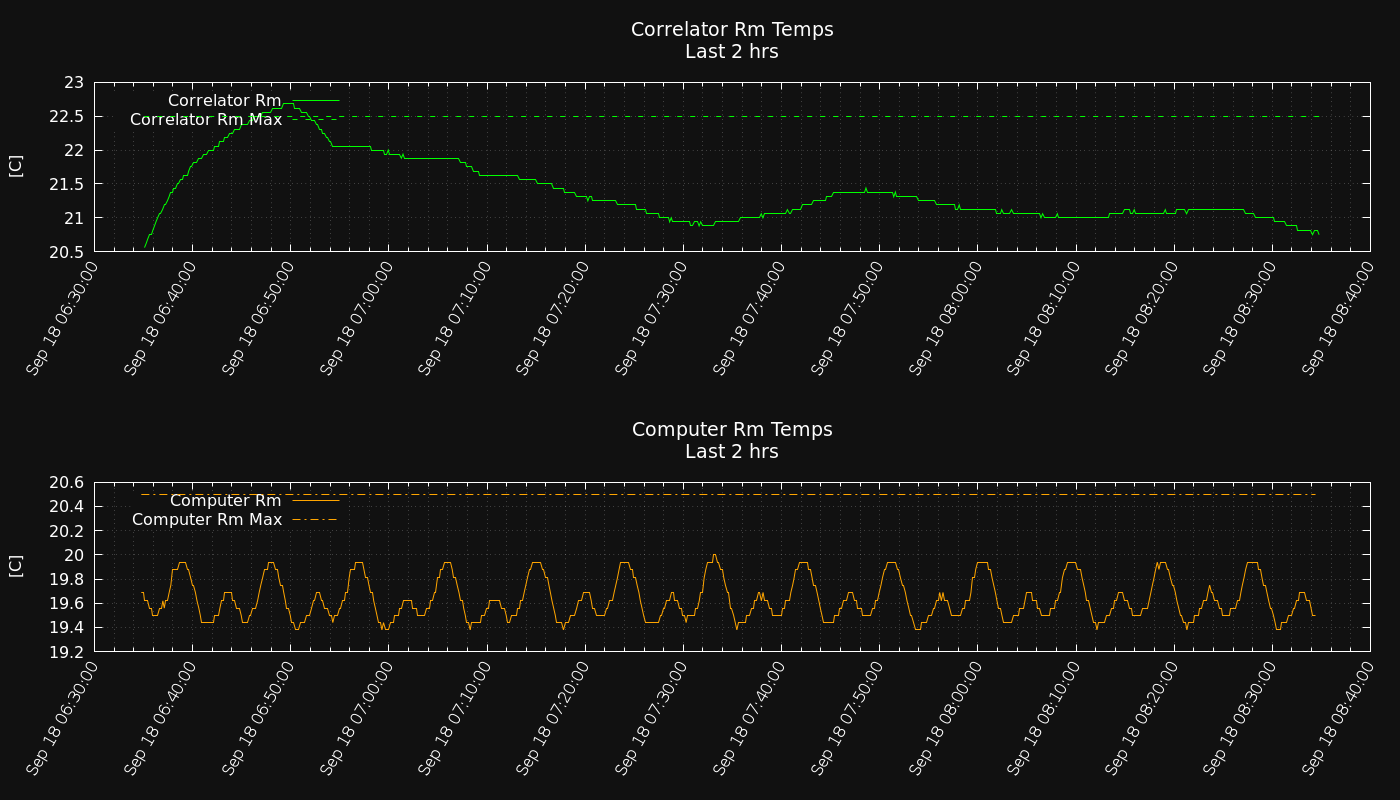 Correlator Rm Temps
Last 2 hrs
[C]
23
22.5
22
21.5
21
20.5
Correlator Rm
Correlator Rm Max
Sep 18 06:30:00
Sep 18 06:40:00
Sep 18 06:50:00
Sep 18 07:00:00
Sep 18 07:10:00
Sep 18 07:20:00
Sep 18 07:30:00
Sep 18 07:40:00
Sep 18 07:50:00
Sep 18 08:00:00
Sep 18 08:10:00
Sep 18 08:20:00
Sep 18 08:30:00
Sep 18 08:40:00
Computer Rm Temps
Last 2 hrs
[C]
20.6
20.4
20.2
20
19.8
19.6
19.4
19.2
Computer Rm
Computer Rm Max
Sep 18 06:30:00
Sep 18 06:40:00
Sep 18 06:50:00
Sep 18 07:00:00
Sep 18 07:10:00
Sep 18 07:20:00
Sep 18 07:30:00
Sep 18 07:40:00
Sep 18 07:50:00
Sep 18 08:00:00
Sep 18 08:10:00
Sep 18 08:20:00
Sep 18 08:30:00
Sep 18 08:40:00